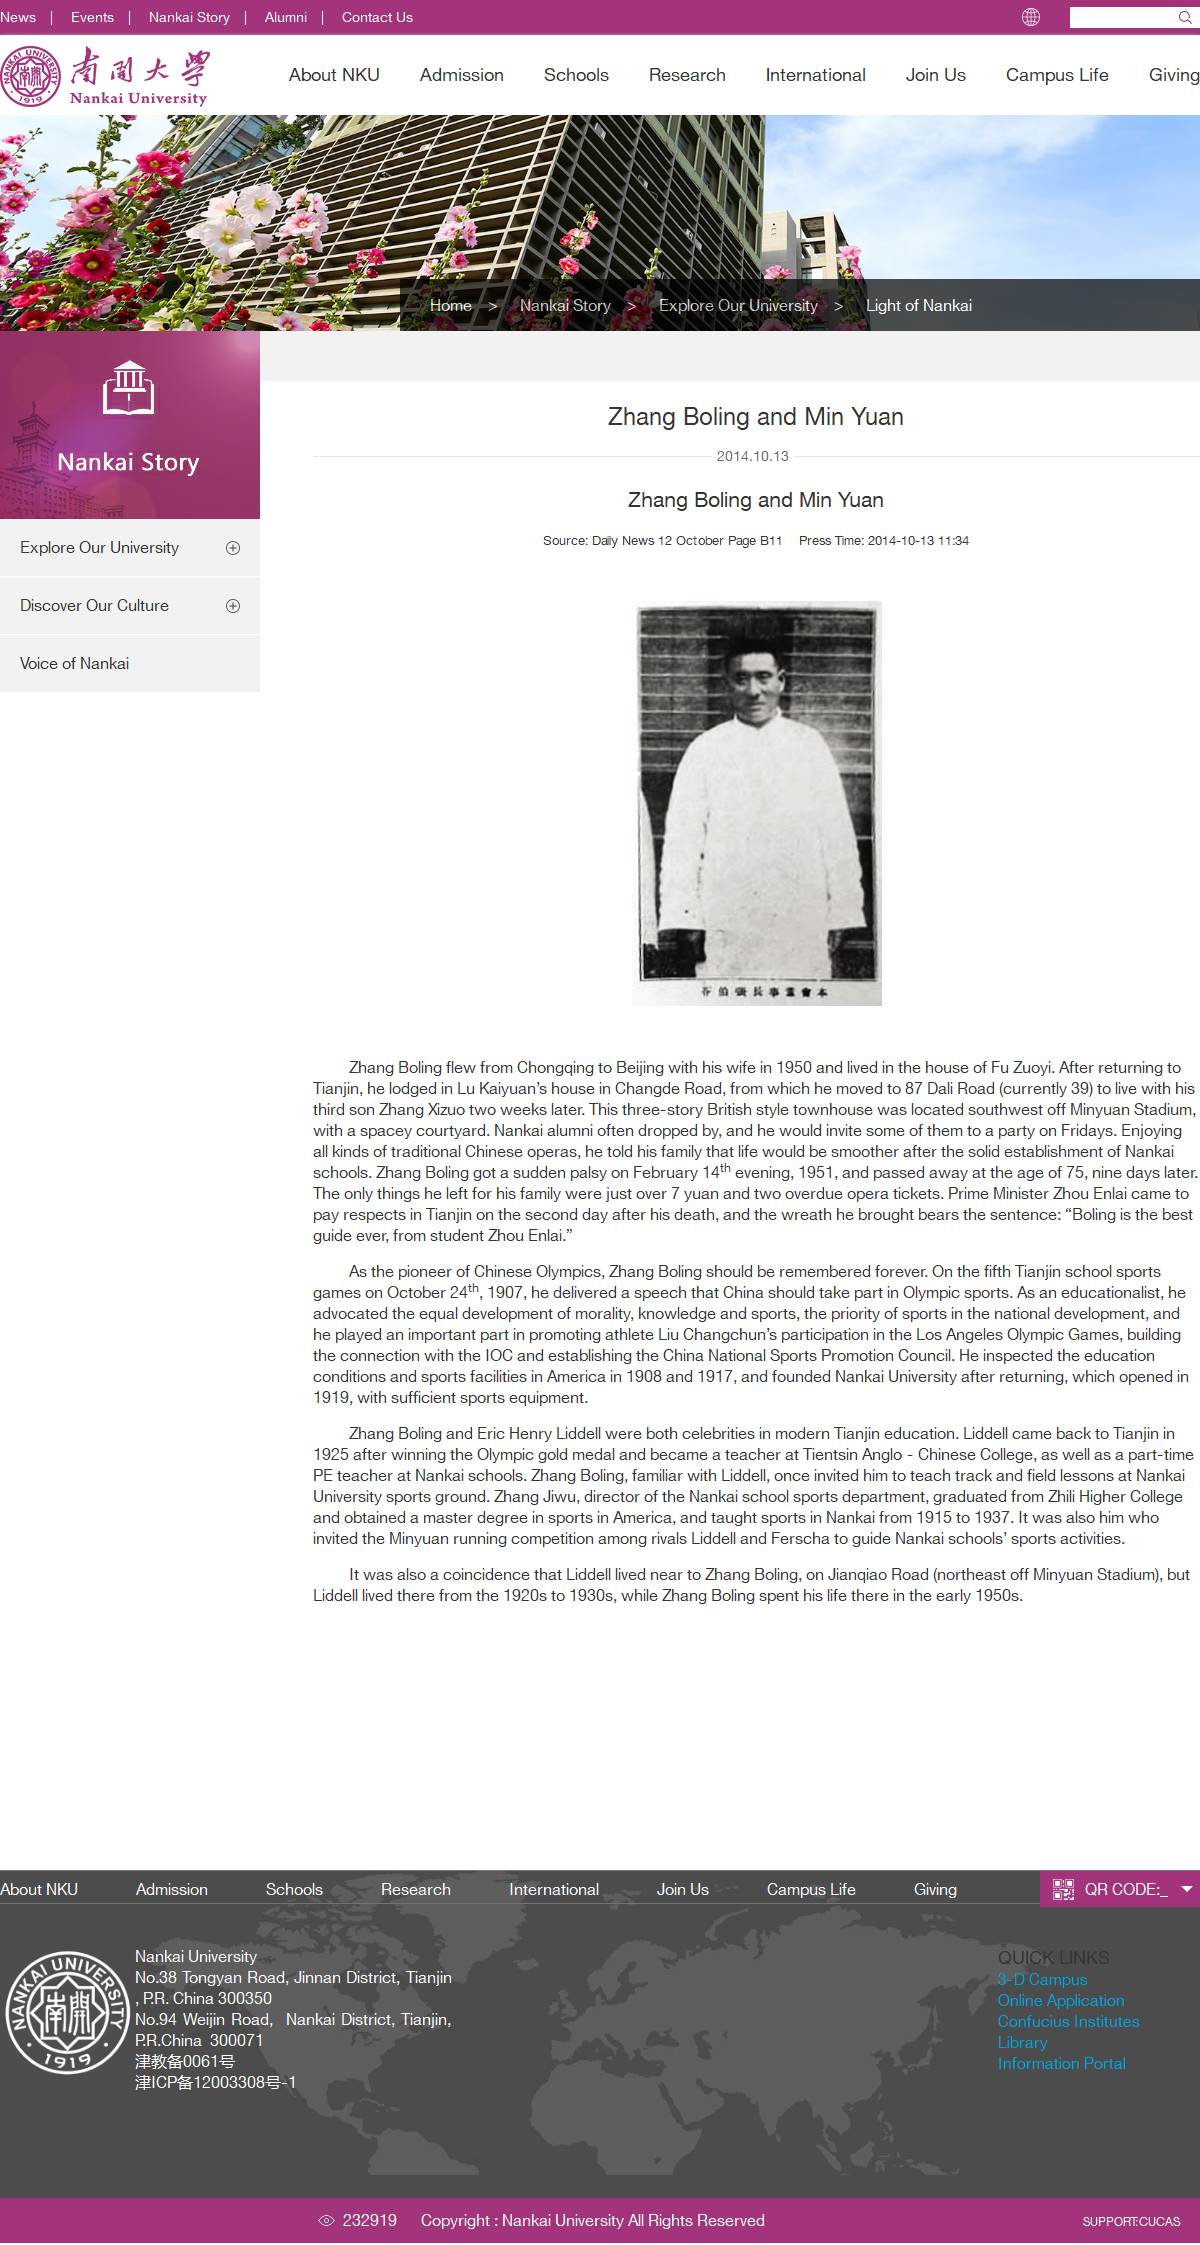 News | Events | Nankai Story | Alumni | Contact Us
NANKAI UNIVERSITY
1919
南開大學
Nankai University
About NKU Admission Schools Research International Join Us Campus Life Giving
Home > Nankai Story > Explore Our University > Light of Nankai
Nankai Story
Explore Our University
Discover Our Culture
Voice of Nankai
Zhang Boling and Min Yuan
2014.10.13
Zhang Boling and Min Yuan
Source: Daily News 12 October Page B11 Press Time: 2014-10-13 11:34
苓伯張長事董會本
Zhang Boling flew from Chongqing to Beijing with his wife in 1950 and lived in the house of Fu Zuoyi. After returning to
Tianjin, he lodged in Lu Kaiyuan’s house in Changde Road, from which he moved to 87 Dali Road (currently 39) to live with his
third son Zhang Xizuo two weeks later. This three-story British style townhouse was located southwest off Minyuan Stadium,
with a spacey courtyard. Nankai alumni often dropped by, and he would invite some of them to a party on Fridays. Enjoying
all kinds of traditional Chinese operas, he told his family that life would be smoother after the solid establishment of Nankai
schools. Zhang Boling got a sudden palsy on February 14th evening, 1951, and passed away at the age of 75, nine days later.
The only things he left for his family were just over 7 yuan and two overdue opera tickets. Prime Minister Zhou Enlai came to
pay respects in Tianjin on the second day after his death, and the wreath he brought bears the sentence: “Boling is the best
guide ever, from student Zhou Enlai.”
As the pioneer of Chinese Olympics, Zhang Boling should be remembered forever. On the fifth Tianjin school sports
games on October 24th, 1907, he delivered a speech that China should take part in Olympic sports. As an educationalist, he
advocated the equal development of morality, knowledge and sports, the priority of sports in the national development, and
he played an important part in promoting athlete Liu Changchun’s participation in the Los Angeles Olympic Games, building
the connection with the IOC and establishing the China National Sports Promotion Council. He inspected the education
conditions and sports facilities in America in 1908 and 1917, and founded Nankai University after returning, which opened in
1919, with sufficient sports equipment.
Zhang Boling and Eric Henry Liddell were both celebrities in modern Tianjin education. Liddell came back to Tianjin in
1925 after winning the Olympic gold medal and became a teacher at Tientsin Anglo - Chinese College, as well as a part-time
PE teacher at Nankai schools. Zhang Boling, familiar with Liddell, once invited him to teach track and field lessons at Nankai
University sports ground. Zhang Jiwu, director of the Nankai school sports department, graduated from Zhili Higher College
and obtained a master degree in sports in America, and taught sports in Nankai from 1915 to 1937. It was also him who
invited the Minyuan running competition among rivals Liddell and Ferscha to guide Nankai schools’ sports activities.
It was also a coincidence that Liddell lived near to Zhang Boling, on Jianqiao Road (northeast off Minyuan Stadium), but
Liddell lived there from the 1920s to 1930s, while Zhang Boling spent his life there in the early 1950s.
About NKU Admission Schools Research International Join Us Campus Life Giving QR CODE:_
NANKAI UNIVERSITY
南開
1919
Nankai University
No.38 Tongyan Road, Jinnan District, Tianjin
, P.R. China 300350
No.94 Weijin Road, Nankai District, Tianjin,
P.R.China 300071
津教备0061号
津ICP备12003308号-1
QUICK LINKS
3-D Campus
Online Application
Confucius Institutes
Library
Information Portal
232919 Copyright : Nankai University All Rights Reserved SUPPORT:CUCAS